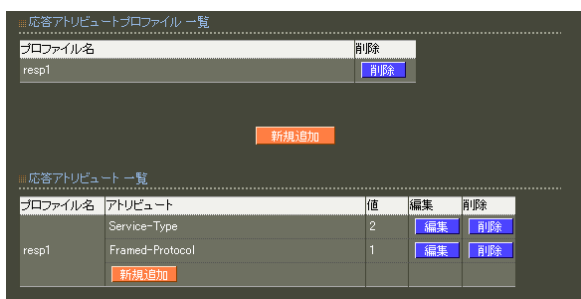 応答アトリビュートプロファイル 一覧
プロファイル名 削除
resp1 削除
新規追加
応答アトリビュート 一覧
プロファイル名 アトリビュート 値 編集 削除
Service-Type 2 編集 削除
resp1 Framed-Protocol 1 編集 削除
新規追加